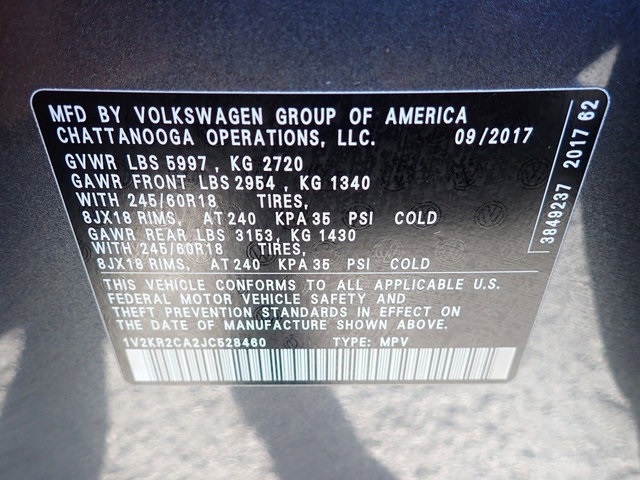 MFD BY VOLKSWAGEN GROUP OF AMERICA
CHATTANOOGA OPERATIONS, LLC. 09/2017
GVWR LBS 5997 , KG 2720
GAWR FRONT LBS 2954 , KG 1340
WITH 245/60R18 TIRES,
8JX18 RIMS, AT 240 KPA 35 PSI COLD
GAWR REAR LBS 3153, KG 1430
WITH 245/60R18 TIRES,
8JX18 RIMS, AT 240 KPA 35 PSI COLD
THIS VEHICLE CONFORMS TO ALL APPLICABLE U.S.
FEDERAL MOTOR VEHICLE SAFETY AND
THEFT PREVENTION STANDARDS IN EFFECT ON
THE DATE OF MANUFACTURE SHOWN ABOVE.
1V2KR2CA2JC528460 TYPE: MPV
3849237 2017 62